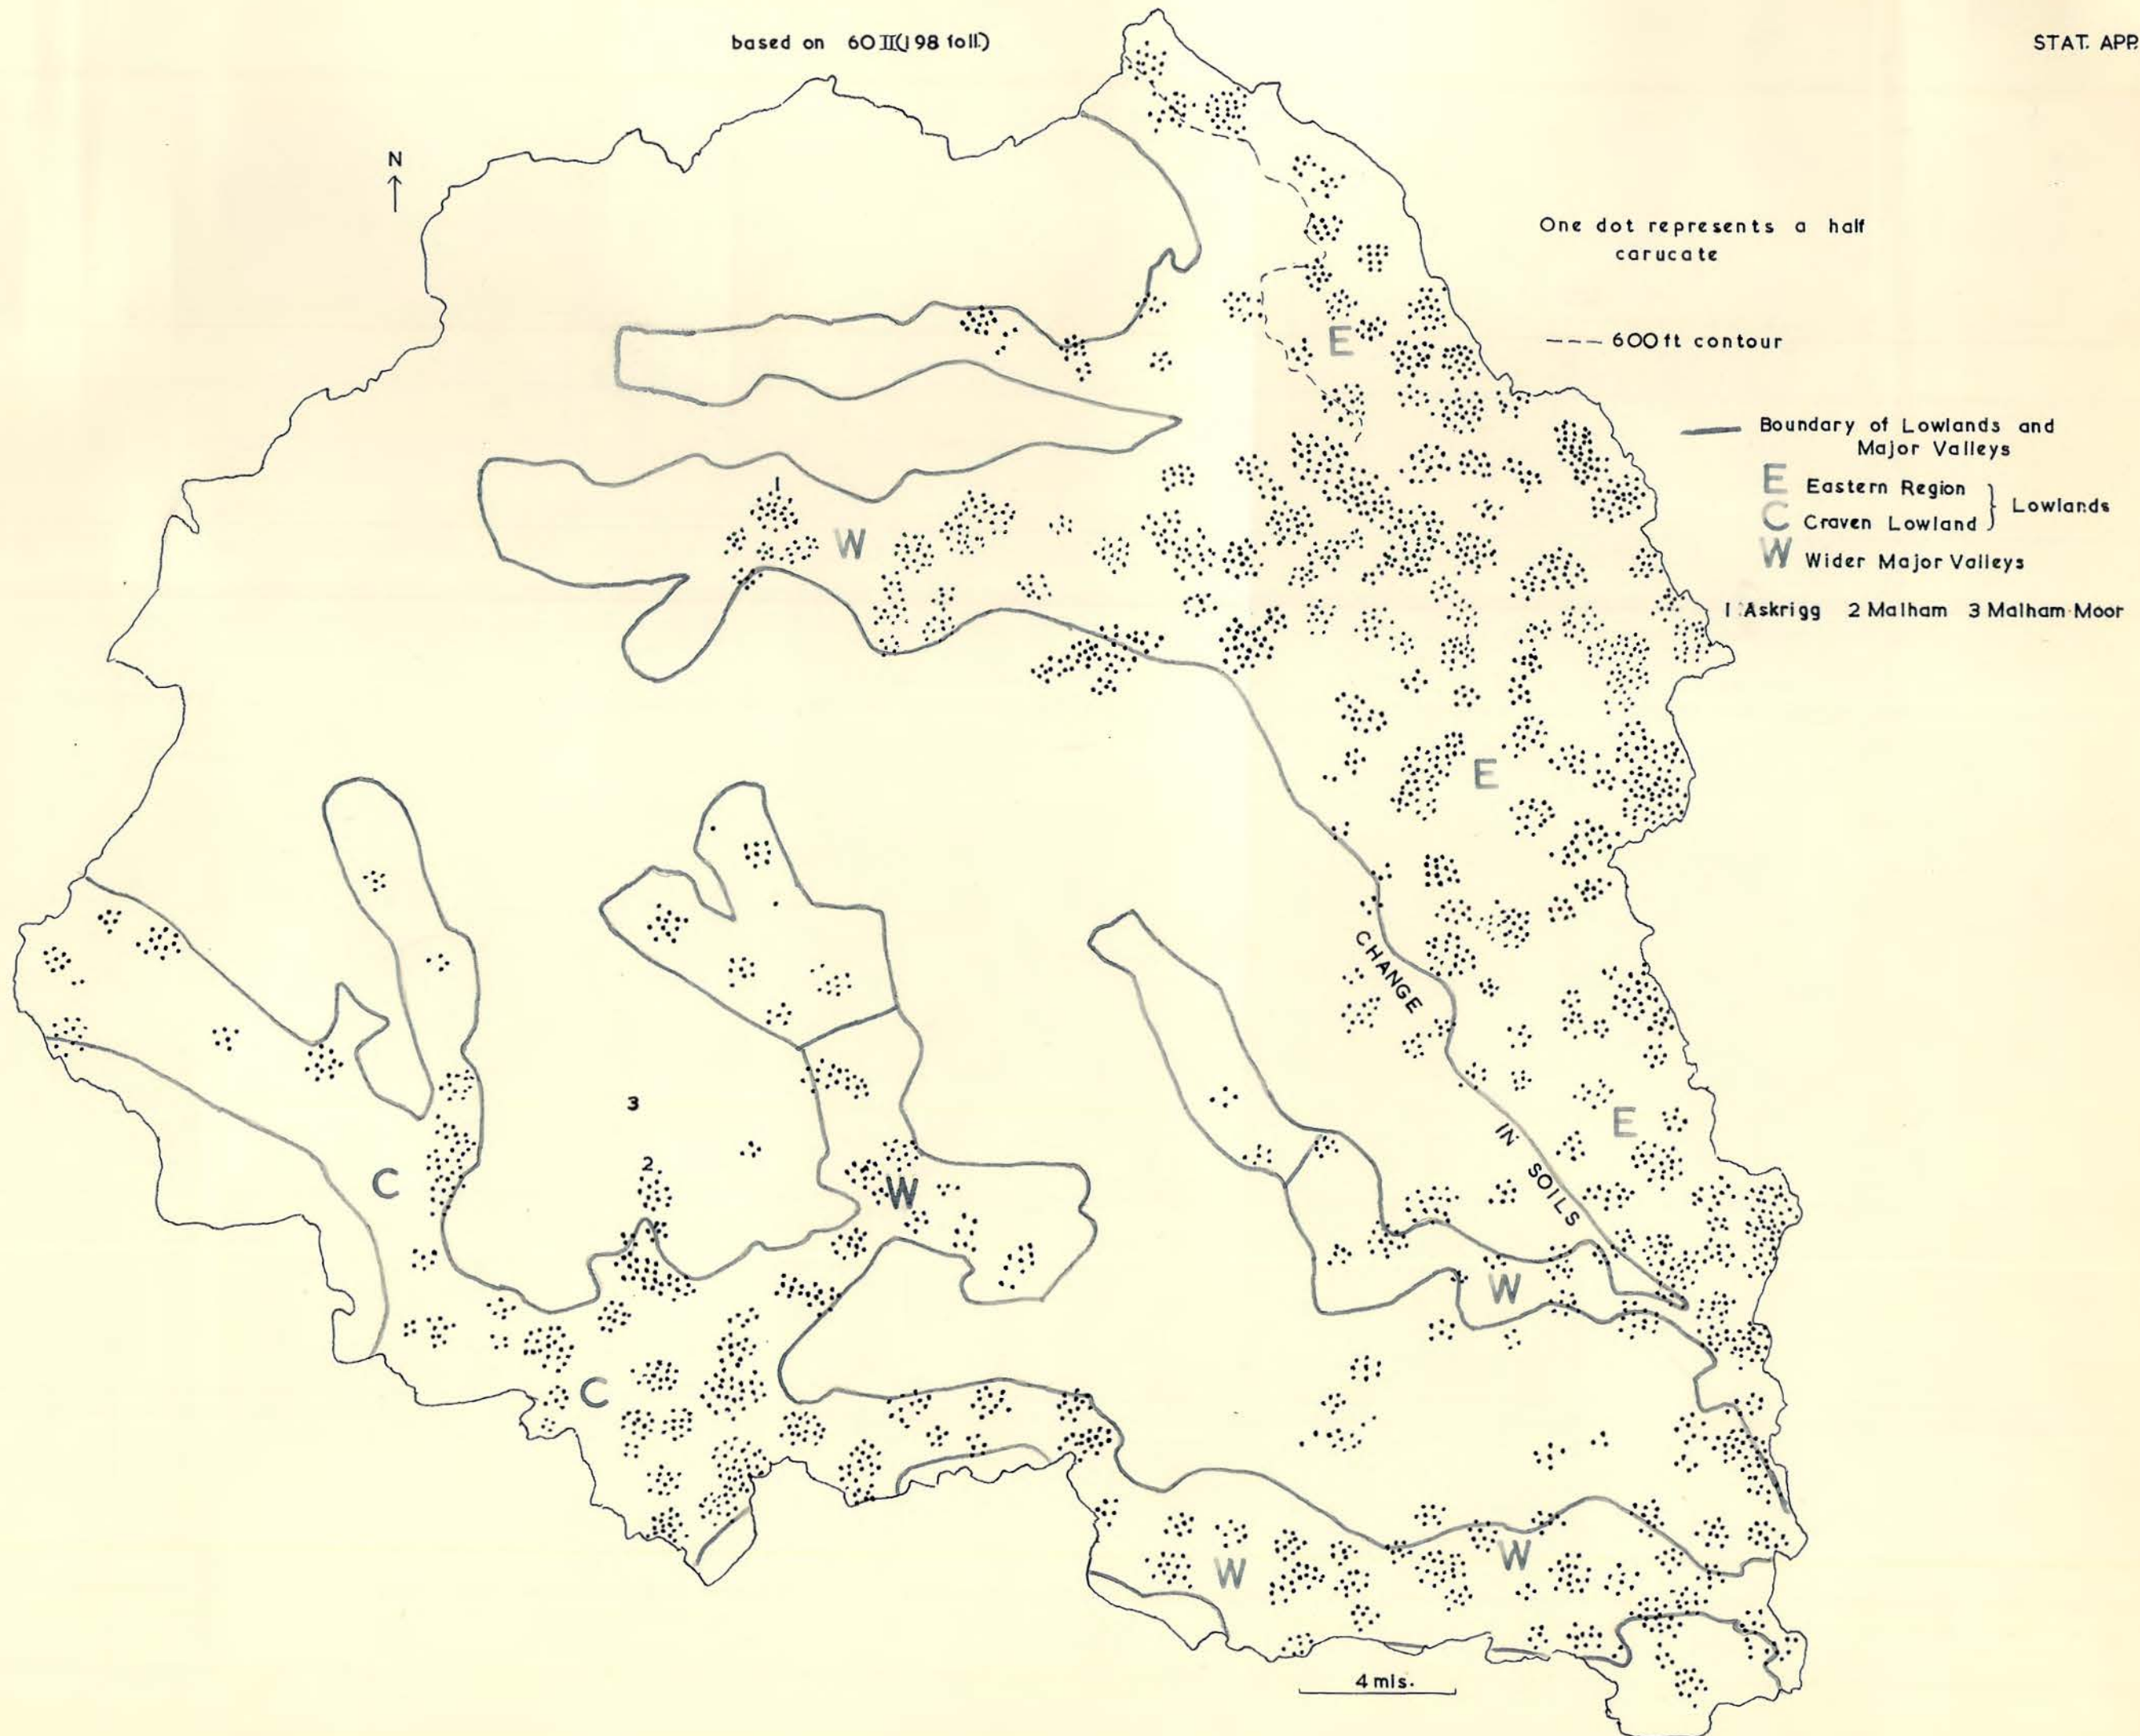 based on 60 II(198 foll.)
STAT. APP.
N
One dot represents a half
carucate
E
--- 600ft contour
Boundary of Lowlands and
Major Valleys
E Eastern Region
C Craven Lowland } Lowlands
W Wider Major Valleys
1 Askrigg 2 Malham 3 Malham Moor
1
W
E
CHANGE IN SOILS
3
E
2
C
W
W
C
W
W
4 mls.